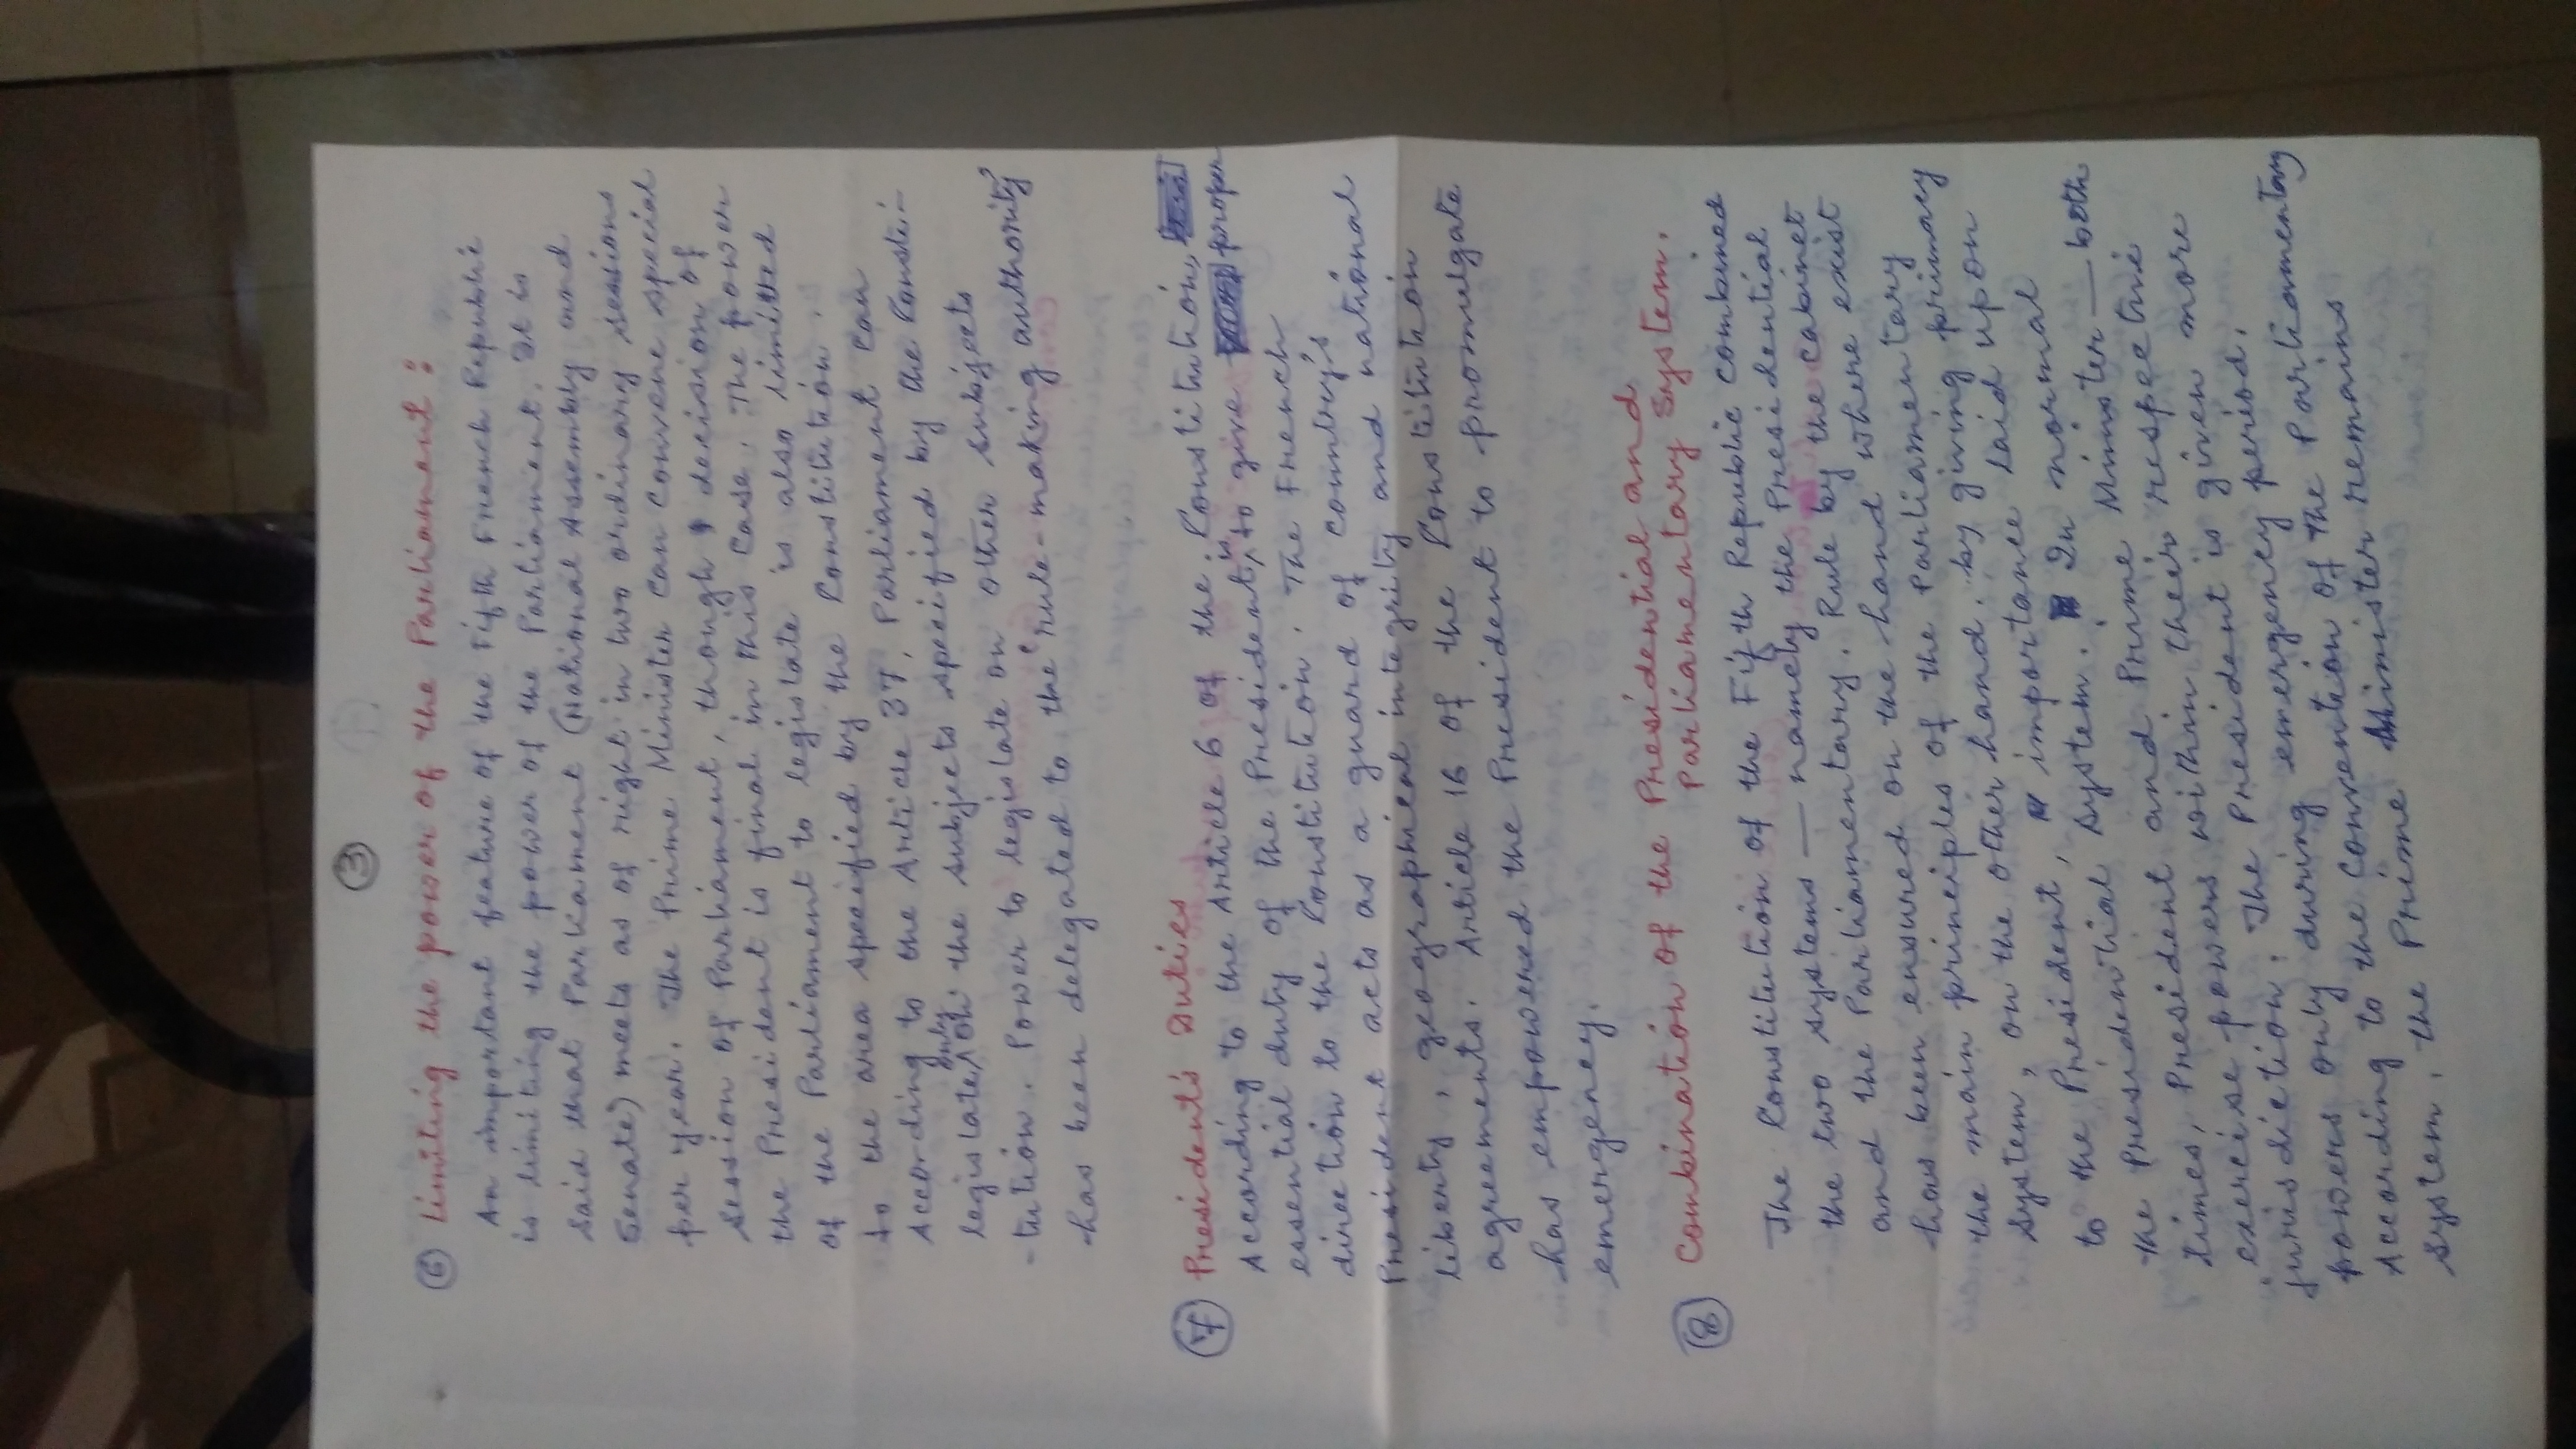 ③
⑥ Limiting the power of the Parliament :
An important feature of the Fifth French Republic
is limiting the power of the Parliament. It is
said that Parliament (National Assembly and
Senate) meets as of right in two ordinary sessions
per year. The Prime Minister can convene special
session of Parliament, though decision of
the President is final in this case. The power
of the Parliament to legislate is also limited
to the area specified by the Constitution.
According to the Article 37, Parliament can
legislate only on the subjects specified by the Consti-
-tution. Power to legislate on other subjects
has been delegated to the 'rule-making authority'
⑦ President's Duties
According to the Article 6 of the Constitution,
essential duty of the President is to give proper
direction to the Constitution. The French
President acts as a guard of country's
liberty, geographical integrity and national
agreements. Article 16 of the Constitution
has empowered the President to promulgate
emergency.
⑧ Combination of the Presidential and
Parliamentary System.
The Constitution of the Fifth Republic combined
the two systems — namely the Presidential
and the Parliamentary. Rule by the cabinet
has been ensured on the hand where exist
the main principles of the Parliamentary
system, on the other hand. by giving primacy
to the President, importance laid upon
the Presidential system. In normal
times, President and Prime Minister — both
exercise powers within their respective
jurisdiction: The President is given more
powers only during emergency period.
According to the Convention of the Parliamentary
system, the Prime Minister remains